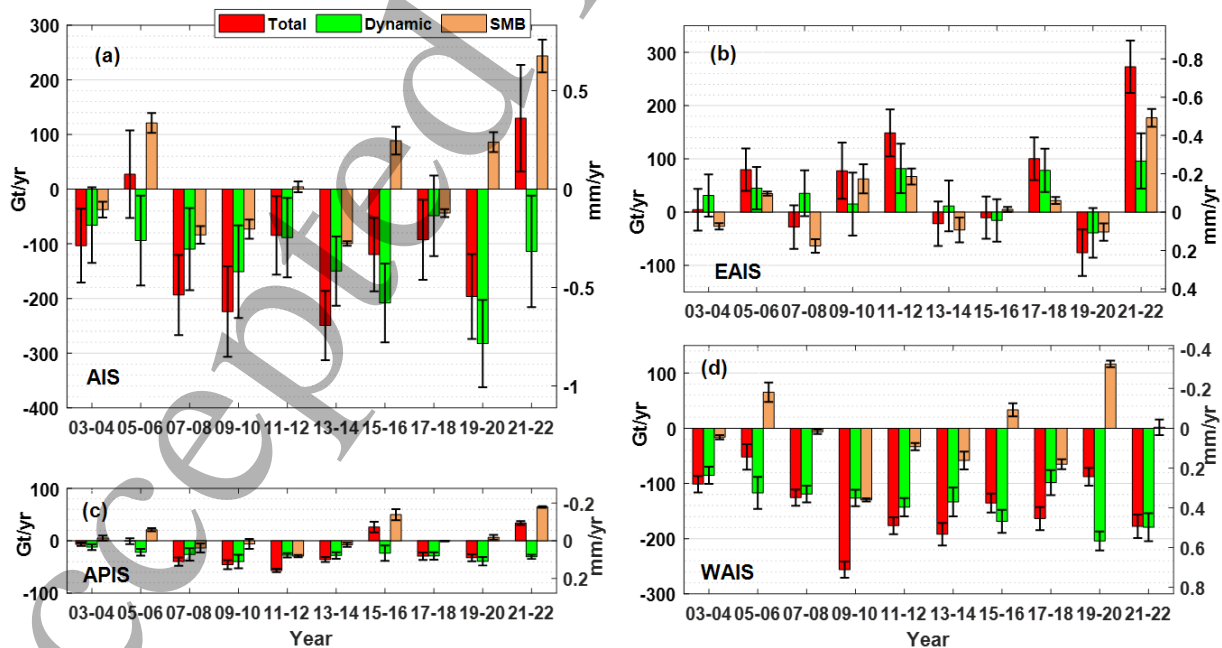 Total Dynamic SMB
(a)
300
200
100
0
-100
-200
-300
-400
Gt/yr
0.5
0
-0.5
-1
mm/yr
AIS
03-04 05-06 07-08 09-10 11-12 13-14 15-16 17-18 19-20 21-22
(b)
300
200
100
0
-100
Gt/yr
-0.8
-0.6
-0.4
-0.2
0
0.2
0.4
mm/yr
EAIS
03-04 05-06 07-08 09-10 11-12 13-14 15-16 17-18 19-20 21-22
(c)
100
0
-100
Gt/yr
-0.2
0
0.2
mm/yr
APIS
03-04 05-06 07-08 09-10 11-12 13-14 15-16 17-18 19-20 21-22
Year
(d)
100
0
-100
-200
-300
Gt/yr
-0.4
-0.2
0
0.2
0.4
0.6
0.8
mm/yr
WAIS
03-04 05-06 07-08 09-10 11-12 13-14 15-16 17-18 19-20 21-22
Year
ccepted